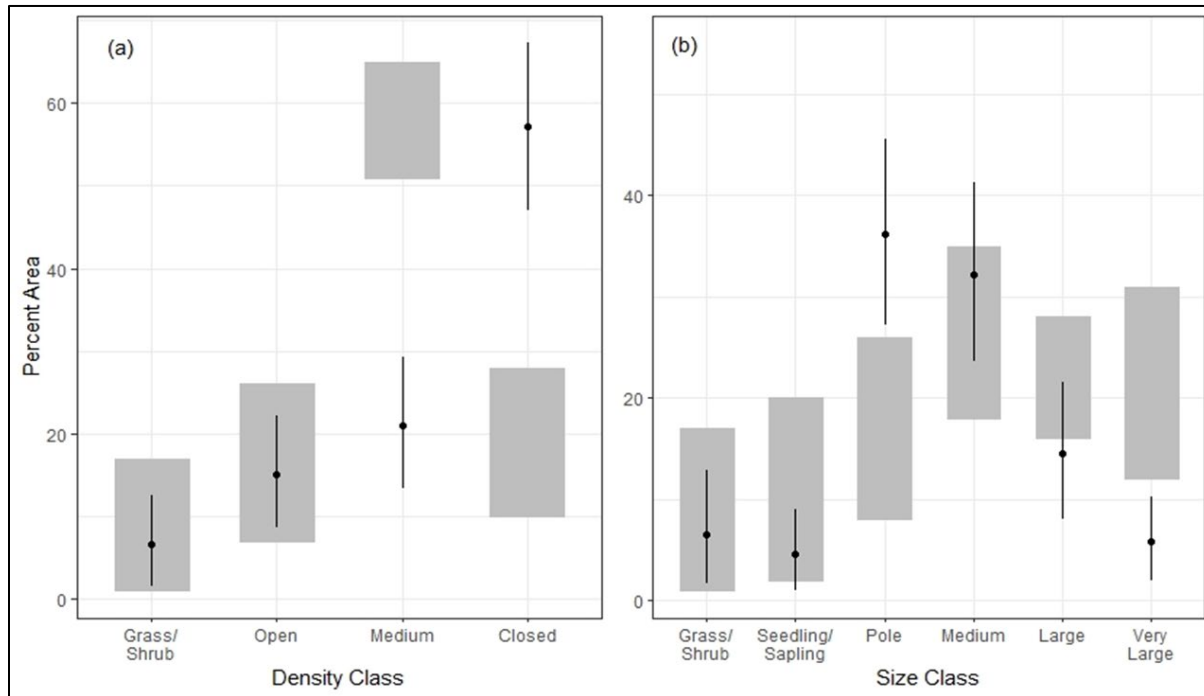 (a)
Percent Area
60
40
20
0
Grass/
Shrub
Open
Medium
Closed
Density Class
(b)
40
20
0
Grass/
Shrub
Seedling/
Sapling
Pole
Medium
Large
Very
Large
Size Class